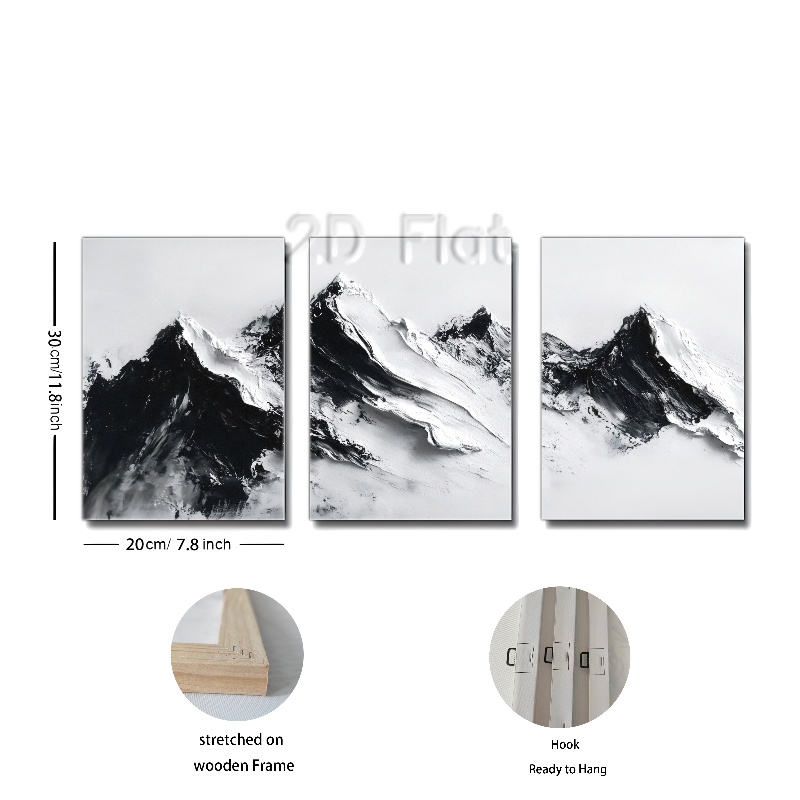 2D Flat
30cm/11.8inch
20cm/ 7.8 inch
stretched on
wooden Frame
Hook
Ready to Hang